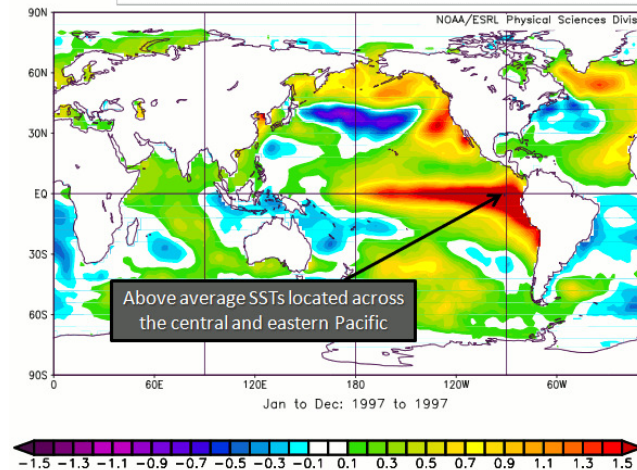 NOAA/ESRL Physical Sciences Divis
90N
60N
30N
EQ
30S
60S
90S
Above average SSTs located across
the central and eastern Pacific
0 60E 120E 180 120W 60W
Jan to Dec: 1997 to 1997
-1.5 -1.3 -1.1 -0.9 -0.7 -0.5 -0.3 -0.1 0.1 0.3 0.5 0.7 0.9 1.1 1.3 1.5